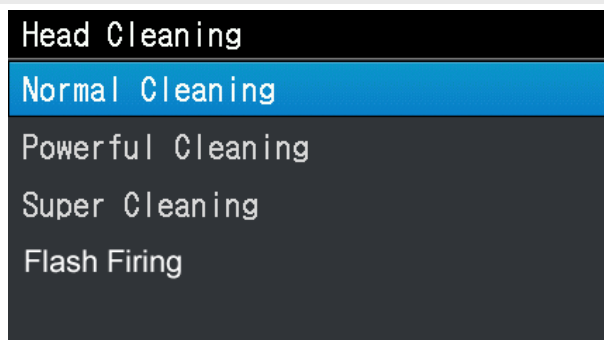 Head Cleaning
Normal Cleaning
Powerful Cleaning
Super Cleaning
Flash Firing